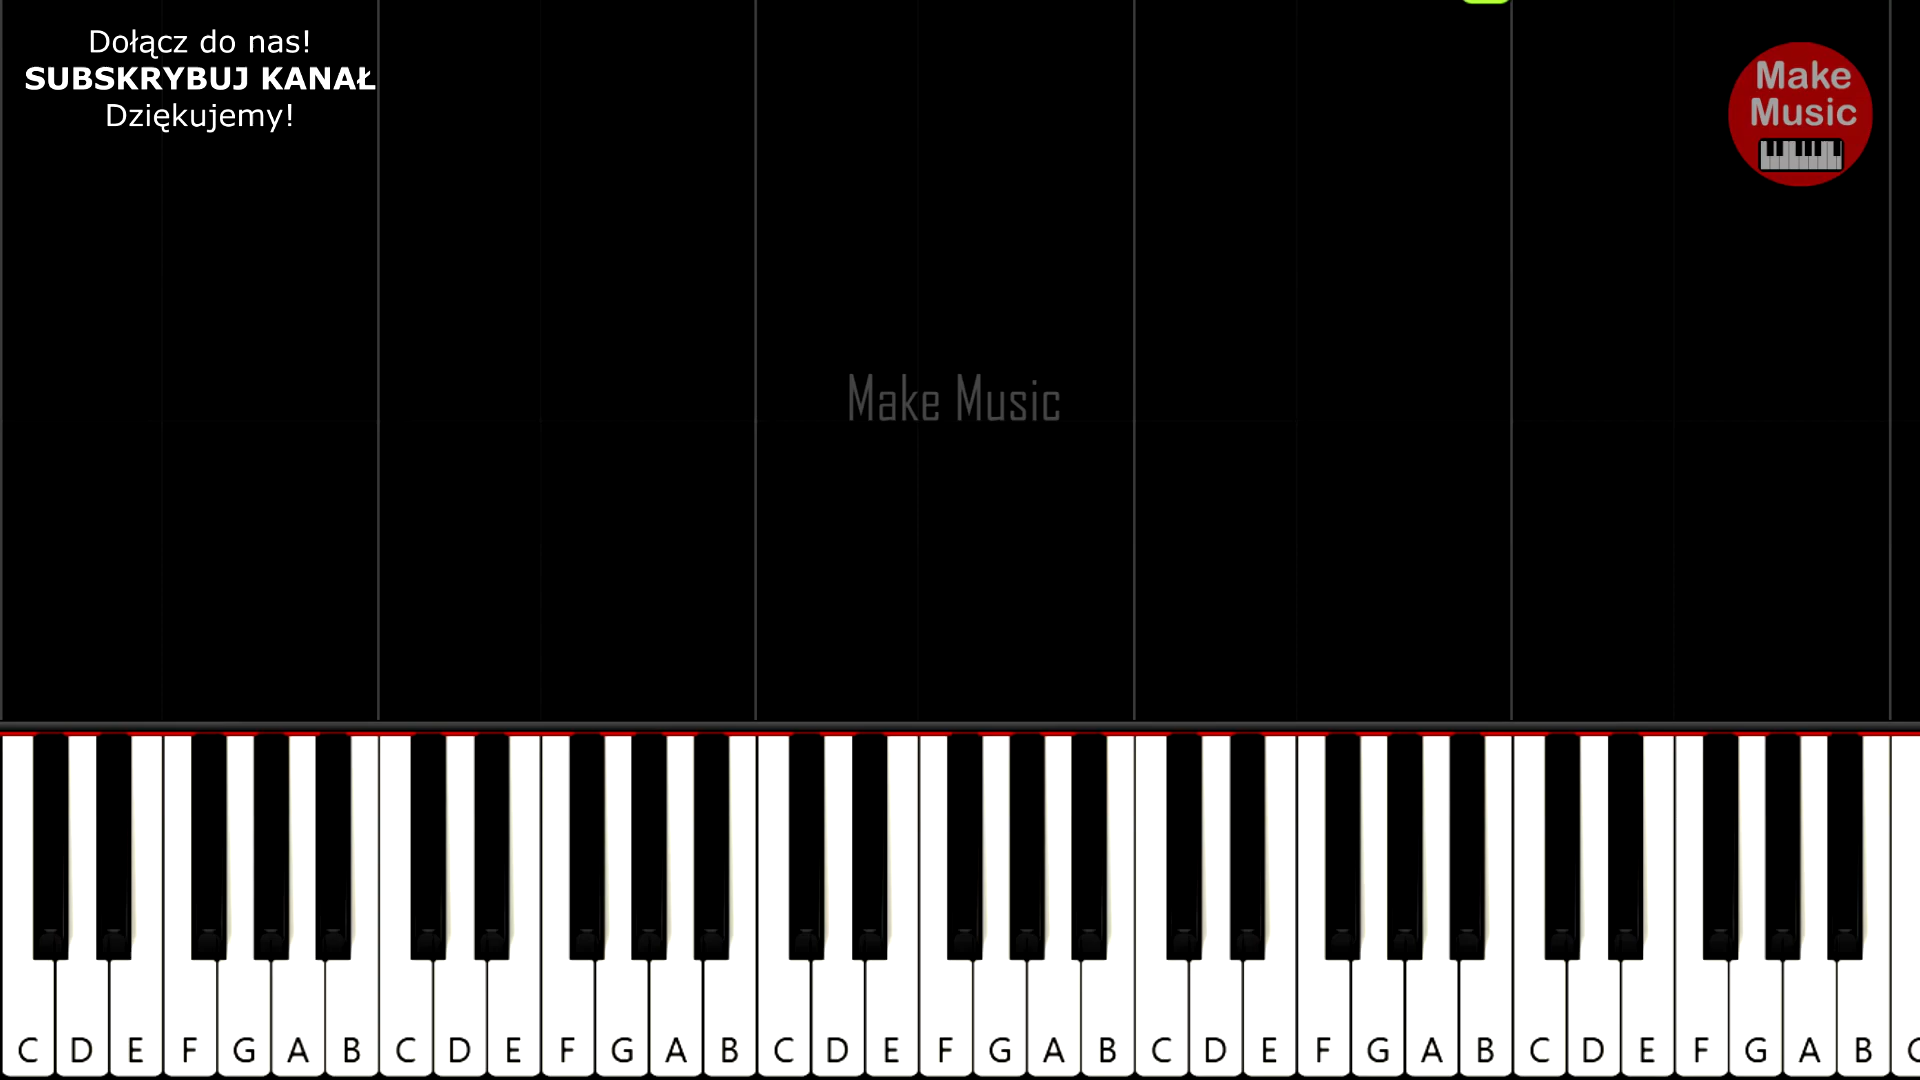 Dołącz do nas!
SUBSKRYBUJ KANAŁ
Dziękujemy!
Make
Music
Make Music
C D E F G A B C D E F G A B C D E F G A B C D E F G A B C D E F G A B C